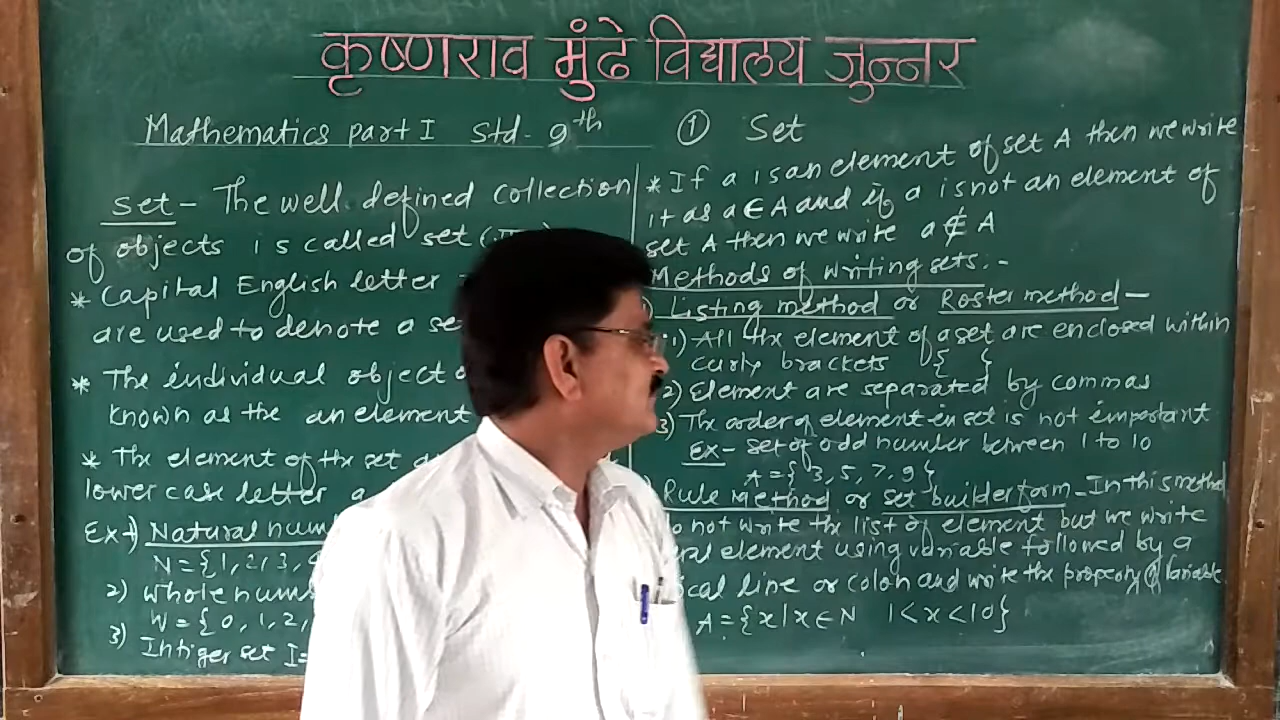 कृष्णराव मुंढे विद्यालय जुन्नर
Mathematics part I Std - 9th
① Set
set - The well defined collection
of objects is called set (
* Capital English letter
are used to denote a se
* The individual object o
known as the an element
* The element of the set a
lower case letter a
Ex 1) Natural num
N = {1, 2, 3, 4
2) Whole num
W = {0, 1, 2,
3) Intiger set I =
* If a is an element of set A then we write
it as a ∈ A and if a is not an element of
set A then we write a ∉ A
Methods of writing sets. -
) Listing method or Roster method -
1) All the element of a set are enclosed within
curly brackets { }
2) Element are separated by commas
3) The order of element in set is not important
Ex - set of odd number between 1 to 10
A = { 3, 5, 7, 9 }
) Rule Method or set builder form - In this method
do not write the list of element but we write
ral element using variable followed by a
ical line or colon and write the property of variable
A = {x | x ∈ N 1 < x < 10}